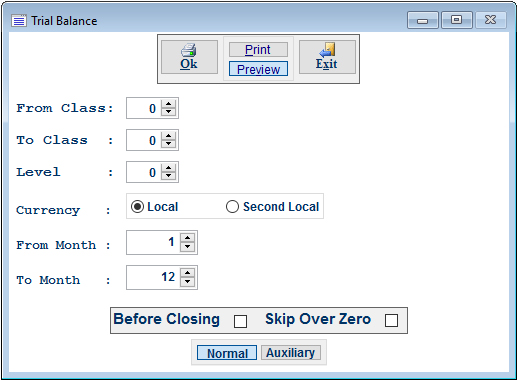 Trial Balance
Ok Print Exit
Preview
From Class: 0
To Class : 0
Level : 0
Currency : Local Second Local
From Month : 1
To Month : 12
Before Closing Skip Over Zero
Normal Auxiliary